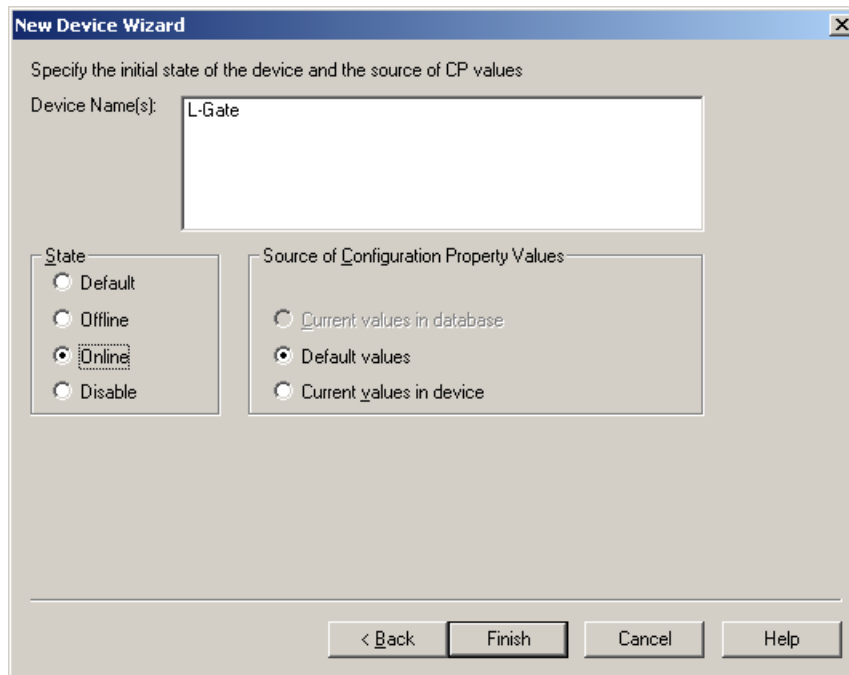 New Device Wizard
Specify the initial state of the device and the source of CP values
Device Name(s):
L-Gate
State
Default
Offline
Online
Disable
Source of Configuration Property Values
Current values in database
Default values
Current values in device
< Back
Finish
Cancel
Help